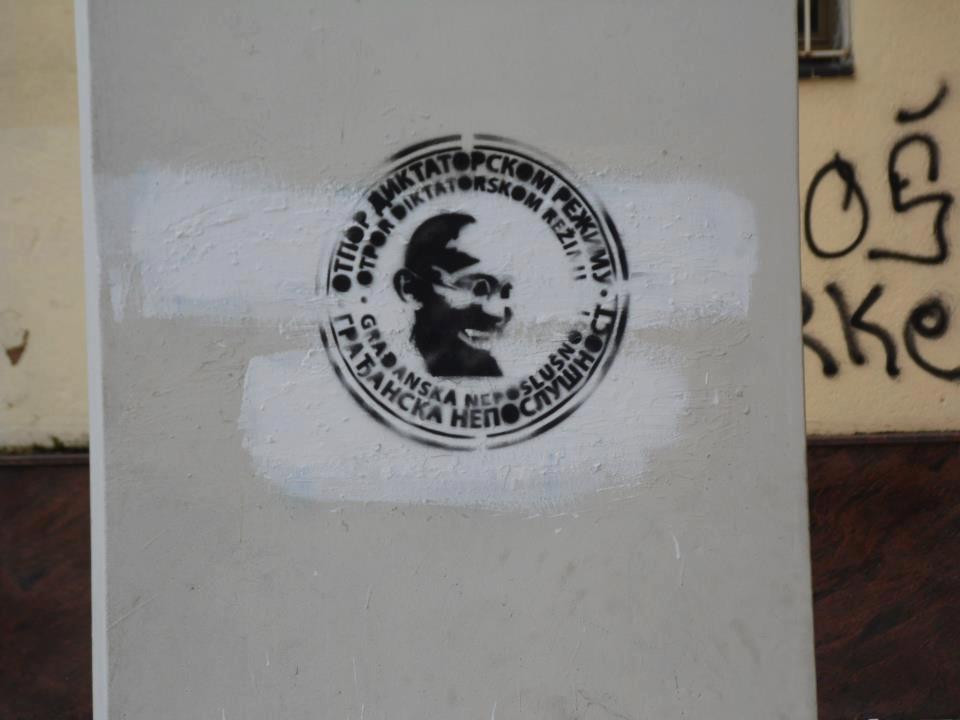 ОТПОР ДИКТАТОРСКОМ РЕЖИМУ
OTPOR DIKTATORSKOM REŽIMU
GRAĐANSKA NEPOSLUŠNOST
ГРАЂАНСКА НЕПОСЛУШНОСТ